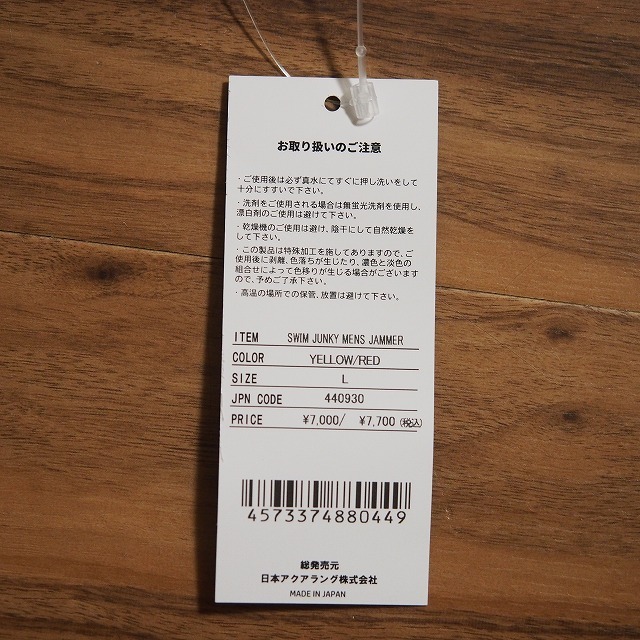 お取り扱いのご注意
・ご使用後は必ず真水にてすぐに押し洗いをして
十分にすすいで下さい。
・洗剤をご使用される場合は無蛍光洗剤を使用し、
漂白剤のご使用は避けて下さい。
・乾燥機のご使用は避け、陰干にして自然乾燥を
して下さい。
・この製品は特殊加工を施してありますので、ご
使用後に剥離、色落が生じたり、濃色と淡色の
組合せによって色移りが生じる場合がございます
ので、予めご了承下さい。
・高温の場所での保管、放置は避けて下さい。
ITEM SWIM JUNKY MENS JAMMER
COLOR YELLOW/RED
SIZE L
JPN CODE 440930
PRICE ¥7,000/ ¥7,700 (税込)
4573374880449
総発売元
日本アクアラング株式会社
MADE IN JAPAN